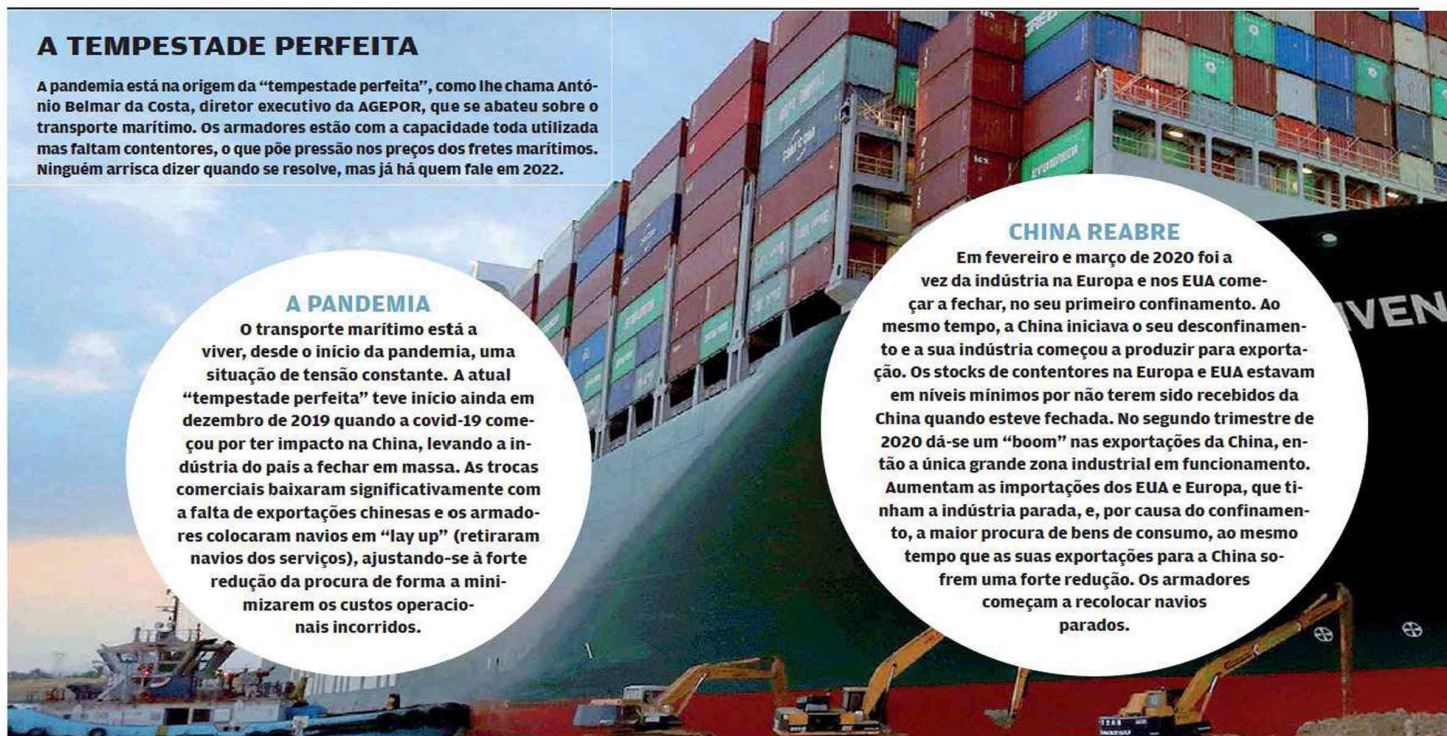 A TEMPESTADE PERFEITA
A pandemia está na origem da “tempestade perfeita”, como lhe chama Antó-
nio Belmar da Costa, diretor executivo da AGEPOR, que se abateu sobre o
transporte marítimo. Os armadores estão com a capacidade toda utilizada
mas faltam contentores, o que põe pressão nos preços dos fretes marítimos.
Ninguém arrisca dizer quando se resolve, mas já há quem fale em 2022.
A PANDEMIA
O transporte marítimo está a
viver, desde o início da pandemia, uma
situação de tensão constante. A atual
“tempestade perfeita” teve início ainda em
dezembro de 2019 quando a covid-19 come-
çou por ter impacto na China, levando a in-
dústria do país a fechar em massa. As trocas
comerciais baixaram significativamente com
a falta de exportações chinesas e os armado-
res colocaram navios em “lay up” (retiraram
navios dos serviços), ajustando-se à forte
redução da procura de forma a mini-
mizarem os custos operacio-
nais incorridos.
CHINA REABRE
Em fevereiro e março de 2020 foi a
vez da indústria na Europa e nos EUA come-
çar a fechar, no seu primeiro confinamento. Ao
mesmo tempo, a China iniciava o seu desconfinamen-
to e a sua indústria começou a produzir para exporta-
ção. Os stocks de contentores na Europa e EUA estavam
em níveis mínimos por não terem sido recebidos da
China quando esteve fechada. No segundo trimestre de
2020 dá-se um “boom” nas exportações da China, en-
tão a única grande zona industrial em funcionamento.
Aumentam as importações dos EUA e Europa, que ti-
nham a indústria parada, e, por causa do confinamen-
to, a maior procura de bens de consumo, ao mesmo
tempo que as suas exportações para a China so-
frem uma forte redução. Os armadores
começam a recolocar navios
parados.
IVEN